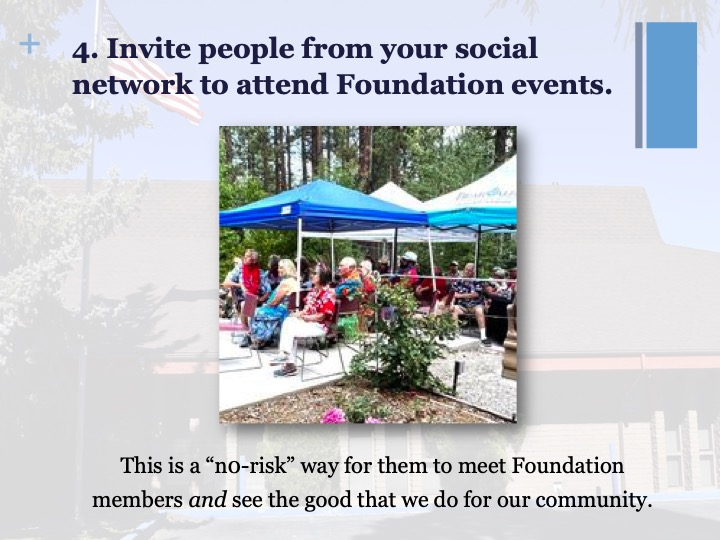 +
4. Invite people from your social
network to attend Foundation events.
This is a “n0-risk” way for them to meet Foundation
members and see the good that we do for our community.